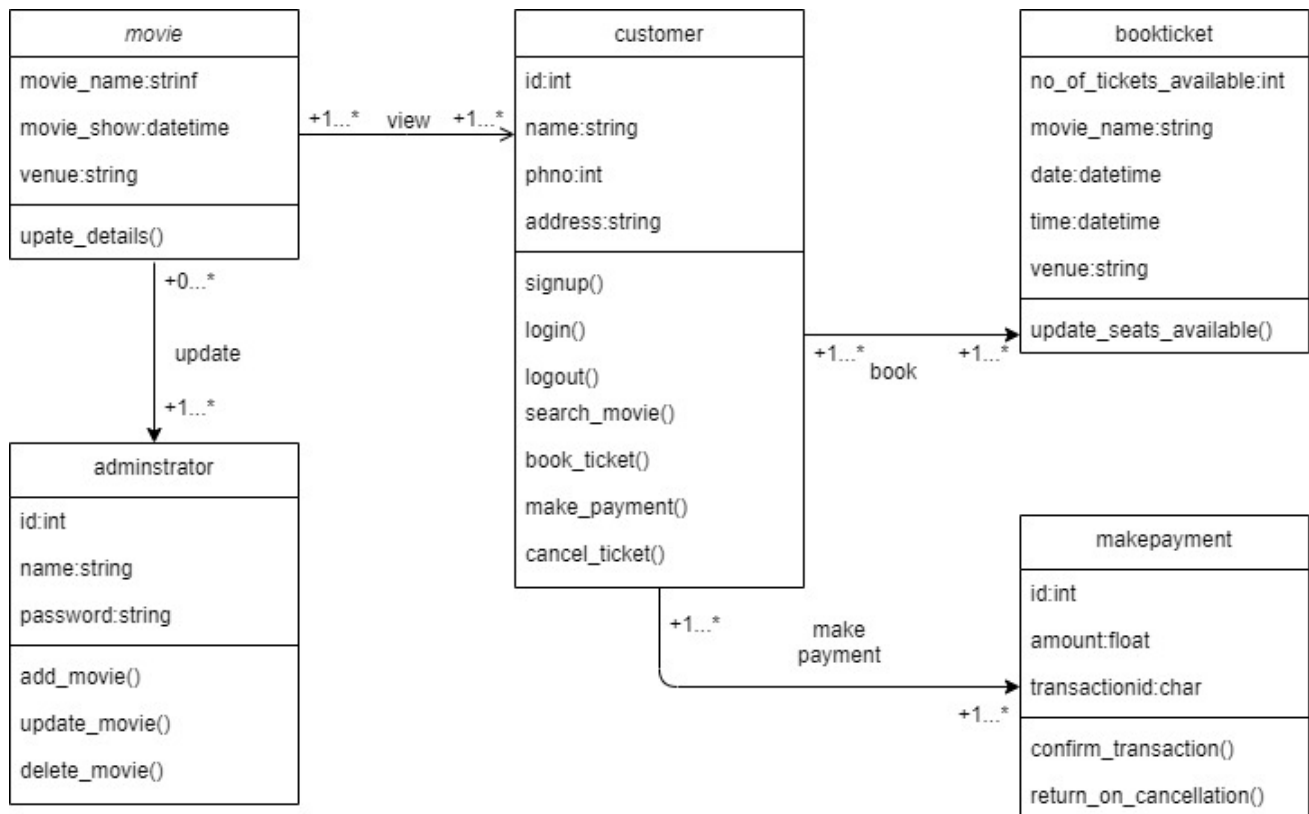 movie
movie_name:strinf
movie_show:datetime
venue:string
upate_details()
+1...* view +1...*
customer
id:int
name:string
phno:int
address:string
signup()
login()
logout()
search_movie()
book_ticket()
make_payment()
cancel_ticket()
bookticket
no_of_tickets_available:int
movie_name:string
date:datetime
time:datetime
venue:string
update_seats_available()
+1...* +1...*
book
+0...*
update
+1...*
adminstrator
id:int
name:string
password:string
add_movie()
update_movie()
delete_movie()
+1...*
make
payment
+1...*
makepayment
id:int
amount:float
transactionid:char
confirm_transaction()
return_on_cancellation()